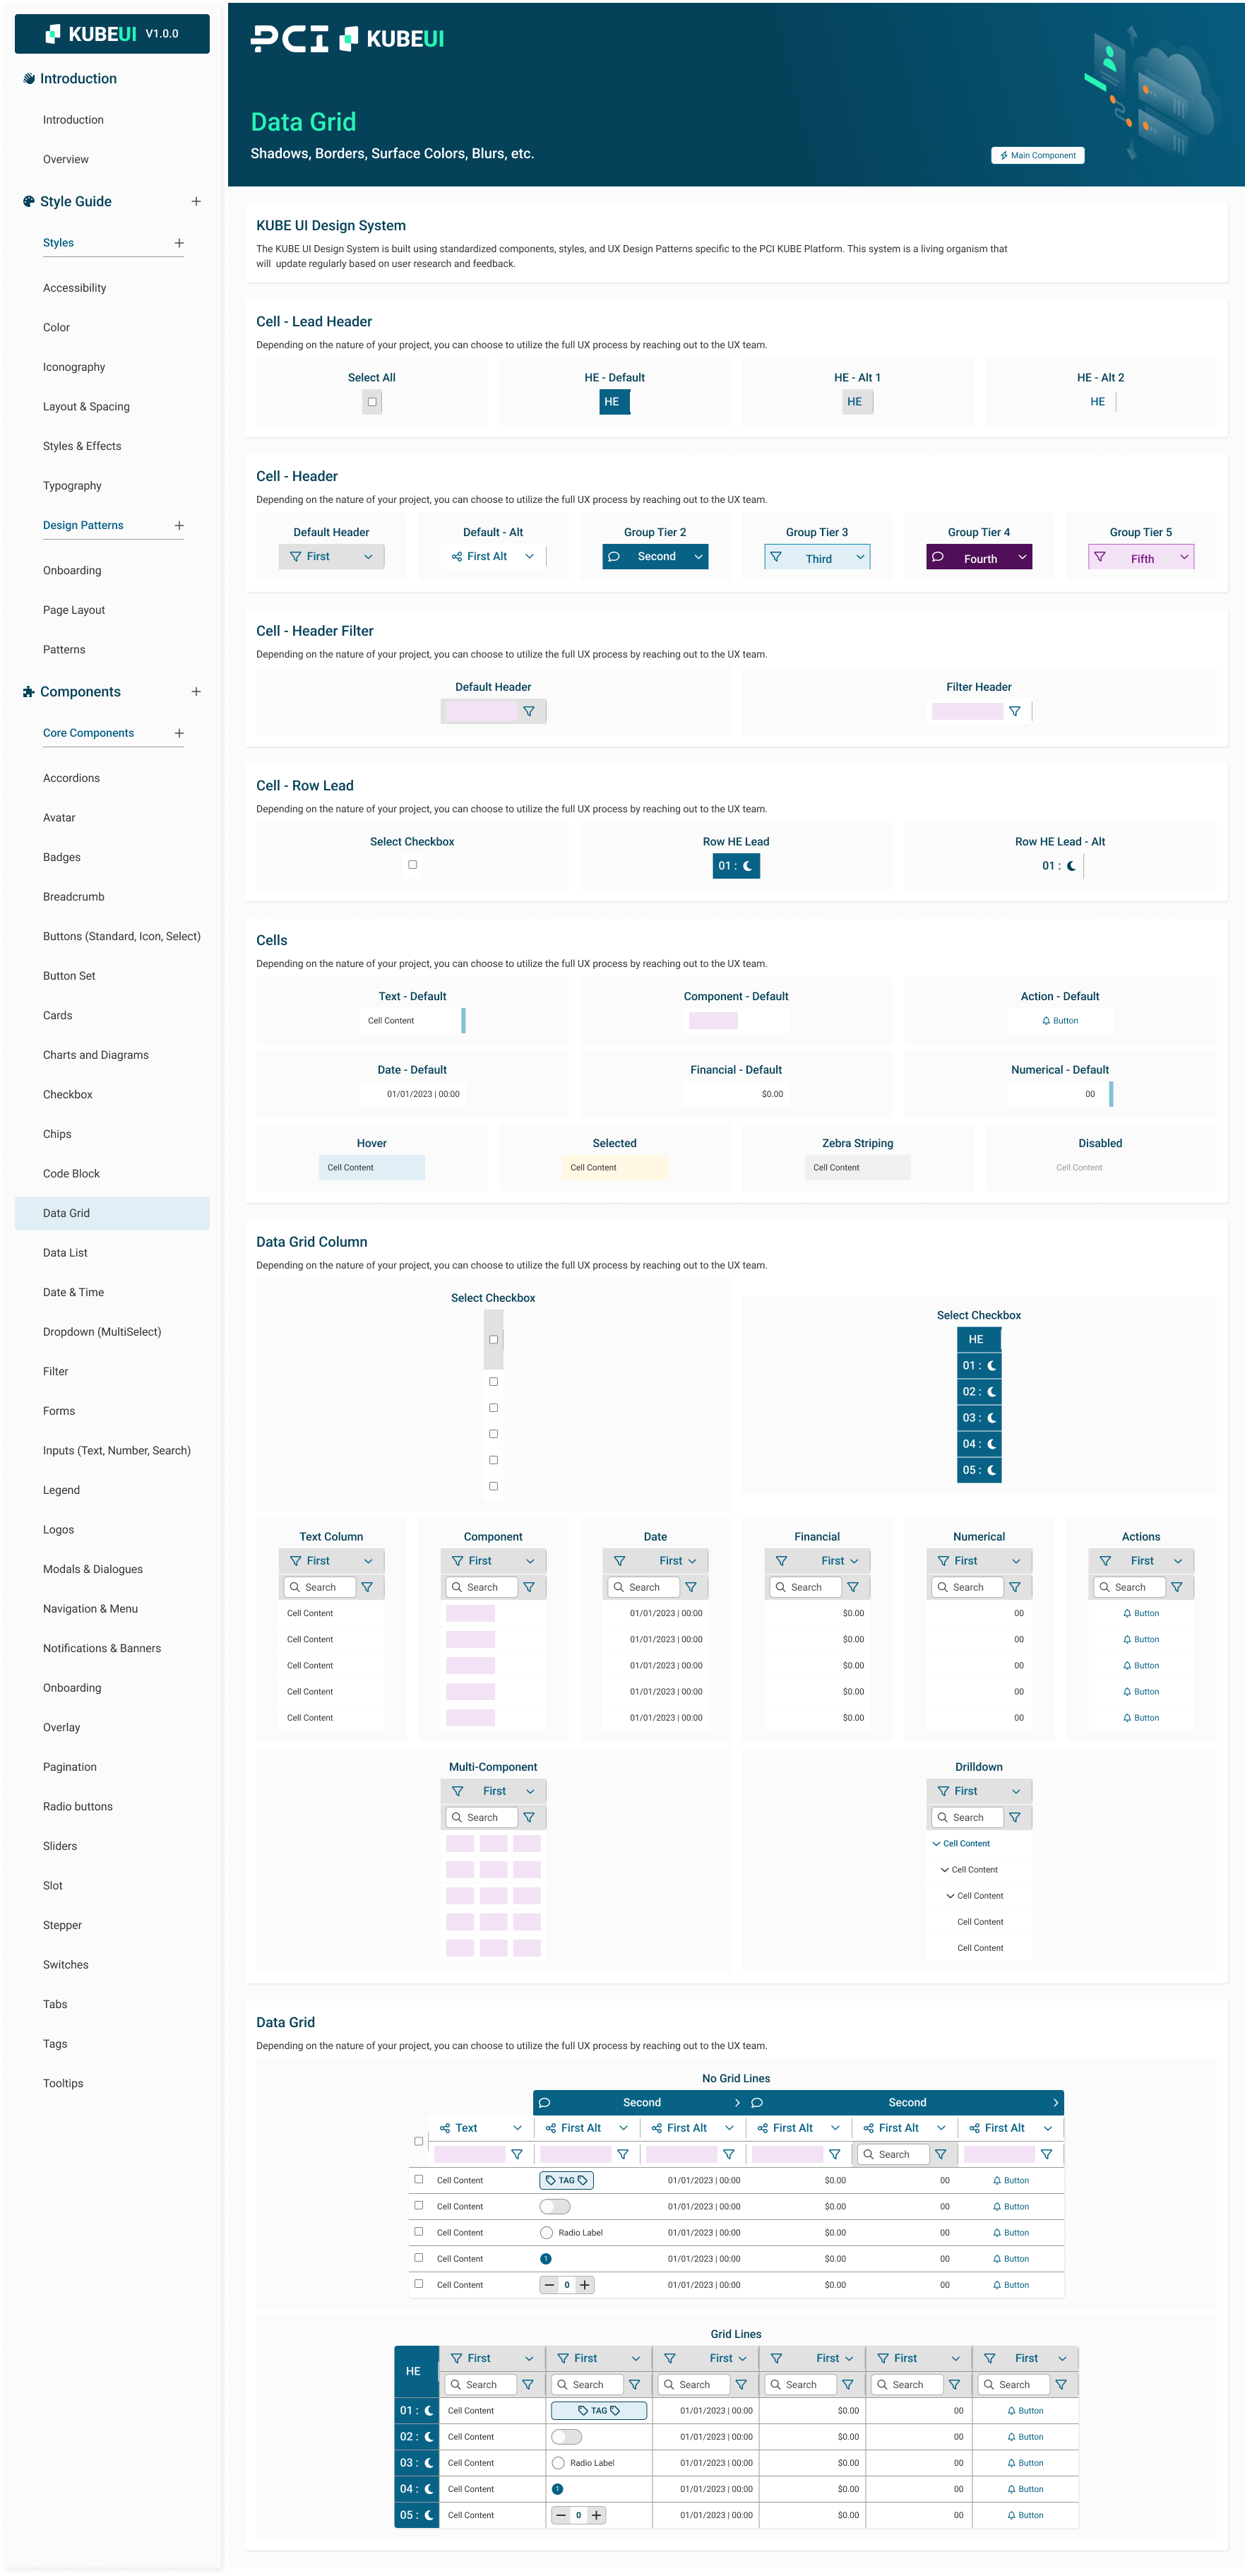 KUBEUI V1.0.0
Introduction
Introduction
Overview
Style Guide
Styles
Accessibility
Color
Iconography
Layout & Spacing
Styles & Effects
Typography
Design Patterns
Onboarding
Page Layout
Patterns
Components
Core Components
Accordions
Avatar
Badges
Breadcrumb
Buttons (Standard, Icon, Select)
Button Set
Cards
Charts and Diagrams
Checkbox
Chips
Code Block
Data Grid
Data List
Date & Time
Dropdown (MultiSelect)
Filter
Forms
Inputs (Text, Number, Search)
Legend
Logos
Modals & Dialogues
Navigation & Menu
Notifications & Banners
Onboarding
Overlay
Pagination
Radio buttons
Sliders
Slot
Stepper
Switches
Tabs
Tags
Tooltips
PCI KUBEUI
Data Grid
Shadows, Borders, Surface Colors, Blurs, etc.
Main Component
KUBE UI Design System
The KUBE UI Design System is built using standardized components, styles, and UX Design Patterns specific to the PCI KUBE Platform. This system is a living organism that
will update regularly based on user research and feedback.
Cell - Lead Header
Depending on the nature of your project, you can choose to utilize the full UX process by reaching out to the UX team.
Select All HE - Default HE - Alt 1 HE - Alt 2
HE HE HE
Cell - Header
Depending on the nature of your project, you can choose to utilize the full UX process by reaching out to the UX team.
Default Header Default - Alt Group Tier 2 Group Tier 3 Group Tier 4 Group Tier 5
First First Alt Second Third Fourth Fifth
Cell - Header Filter
Depending on the nature of your project, you can choose to utilize the full UX process by reaching out to the UX team.
Default Header Filter Header
Cell - Row Lead
Depending on the nature of your project, you can choose to utilize the full UX process by reaching out to the UX team.
Select Checkbox Row HE Lead Row HE Lead - Alt
01 : 01 :
Cells
Depending on the nature of your project, you can choose to utilize the full UX process by reaching out to the UX team.
Text - Default Component - Default Action - Default
Cell Content Button
Date - Default Financial - Default Numerical - Default
01/01/2023 | 00:00 $0.00 00
Hover Selected Zebra Striping Disabled
Cell Content Cell Content Cell Content Cell Content
Data Grid Column
Depending on the nature of your project, you can choose to utilize the full UX process by reaching out to the UX team.
Select Checkbox
Select Checkbox
HE
01 :
02 :
03 :
04 :
05 :
Text Column Component Date Financial Numerical Actions
First First First First First First
Search Search Search Search Search Search
Cell Content 01/01/2023 | 00:00 $0.00 00 Button
Cell Content 01/01/2023 | 00:00 $0.00 00 Button
Cell Content 01/01/2023 | 00:00 $0.00 00 Button
Cell Content 01/01/2023 | 00:00 $0.00 00 Button
Cell Content 01/01/2023 | 00:00 $0.00 00 Button
Multi-Component Drilldown
First First
Search Search
Cell Content
Cell Content
Cell Content
Cell Content
Cell Content
Data Grid
Depending on the nature of your project, you can choose to utilize the full UX process by reaching out to the UX team.
No Grid Lines
Second Second
Text First Alt First Alt First Alt First Alt First Alt
Search
Cell Content TAG 01/01/2023 | 00:00 $0.00 00 Button
Cell Content 01/01/2023 | 00:00 $0.00 00 Button
Cell Content Radio Label 01/01/2023 | 00:00 $0.00 00 Button
Cell Content 1 01/01/2023 | 00:00 $0.00 00 Button
Cell Content 0 01/01/2023 | 00:00 $0.00 00 Button
Grid Lines
HE First First First First First First
Search Search Search Search Search Search
01 : Cell Content TAG 01/01/2023 | 00:00 $0.00 00 Button
02 : Cell Content 01/01/2023 | 00:00 $0.00 00 Button
03 : Cell Content Radio Label 01/01/2023 | 00:00 $0.00 00 Button
04 : Cell Content 1 01/01/2023 | 00:00 $0.00 00 Button
05 : Cell Content 0 01/01/2023 | 00:00 $0.00 00 Button